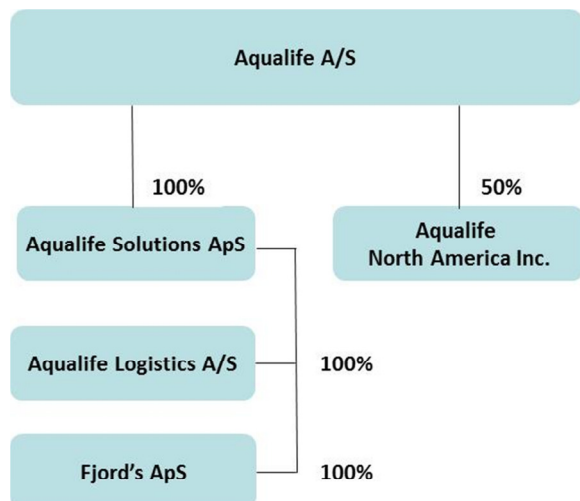 Aqualife A/S
100%
50%
Aqualife Solutions ApS
Aqualife
North America Inc.
Aqualife Logistics A/S
100%
Fjord’s ApS
100%